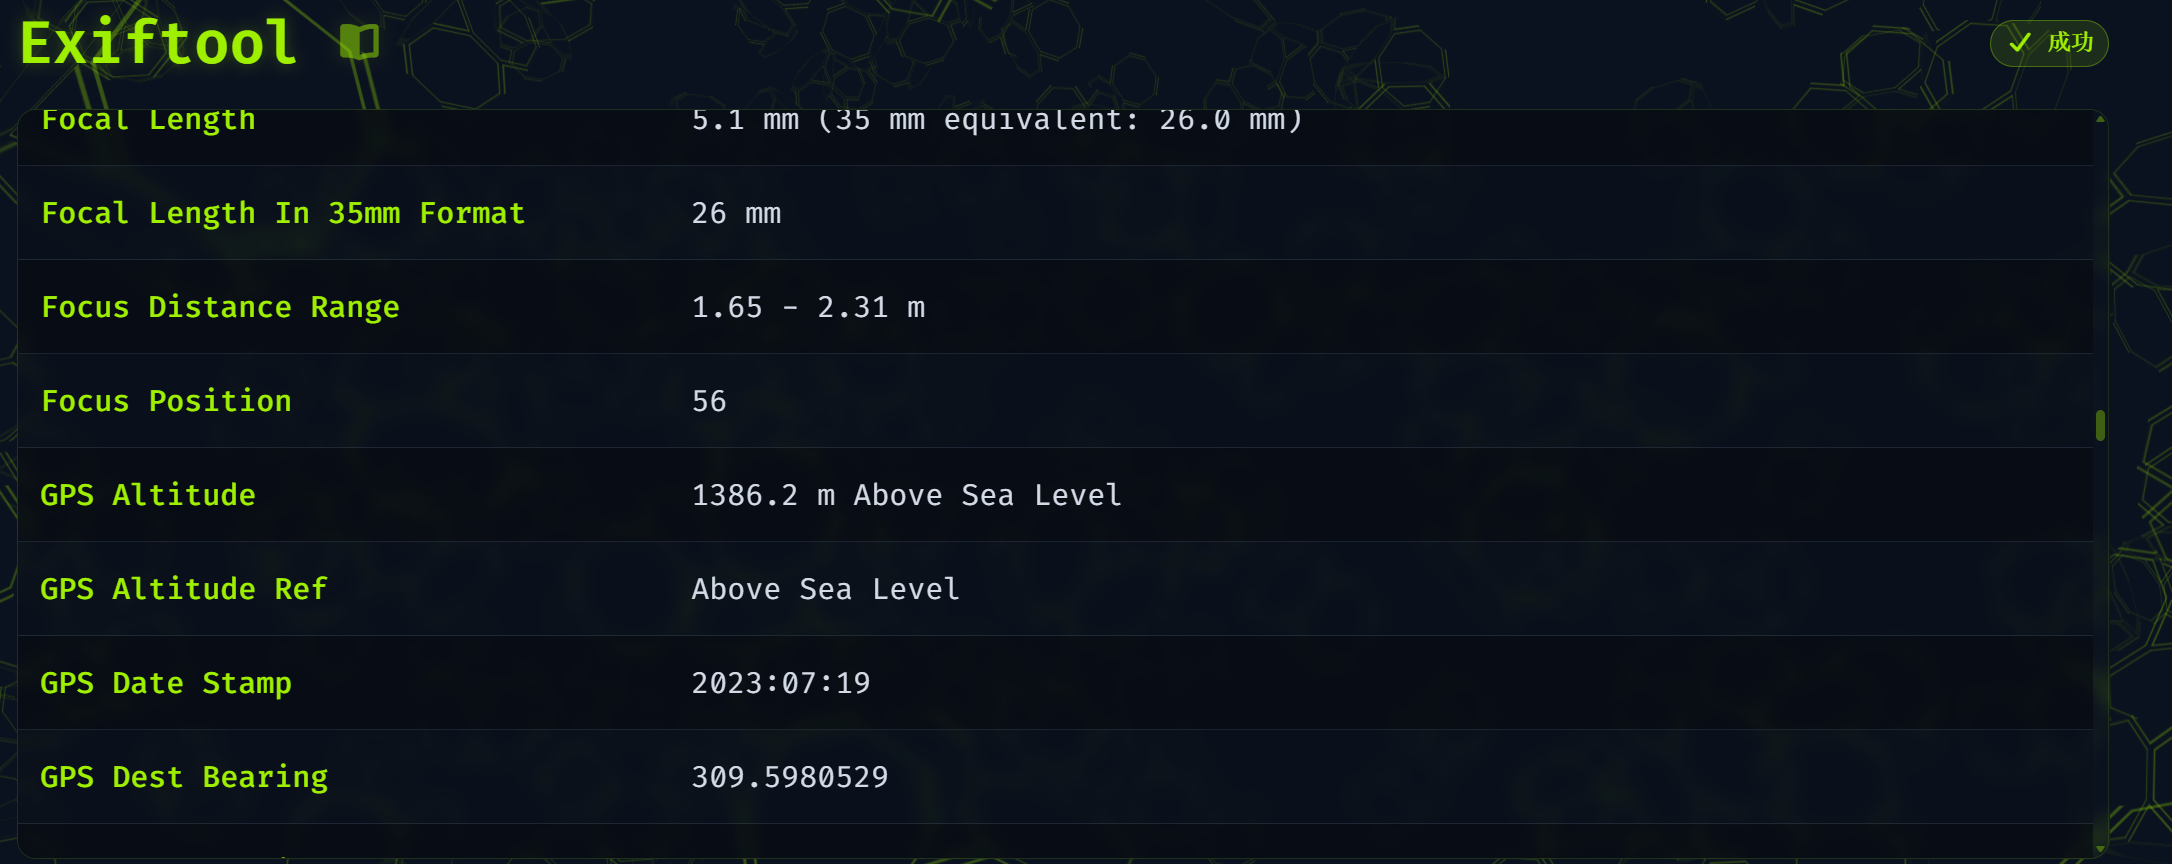 Exiftool
成功
Focal Length 5.1 mm (35 mm equivalent: 26.0 mm)
Focal Length In 35mm Format 26 mm
Focus Distance Range 1.65 - 2.31 m
Focus Position 56
GPS Altitude 1386.2 m Above Sea Level
GPS Altitude Ref Above Sea Level
GPS Date Stamp 2023:07:19
GPS Dest Bearing 309.5980529